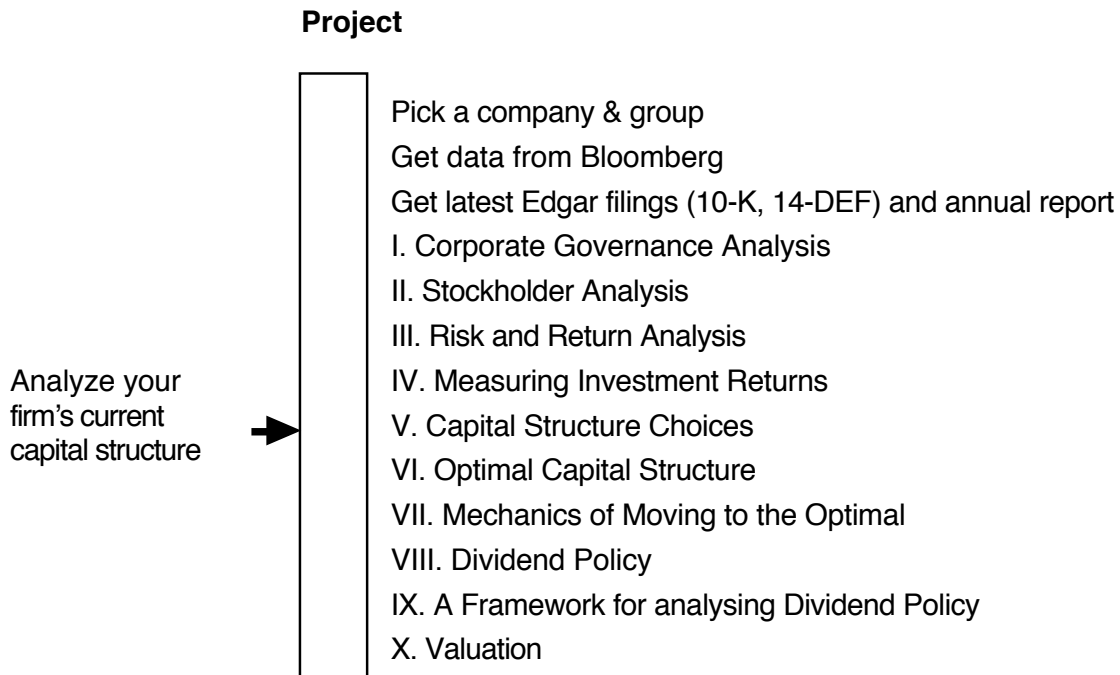 Project
Pick a company & group
Get data from Bloomberg
Get latest Edgar filings (10-K, 14-DEF) and annual report
I. Corporate Governance Analysis
II. Stockholder Analysis
III. Risk and Return Analysis
IV. Measuring Investment Returns
V. Capital Structure Choices
VI. Optimal Capital Structure
VII. Mechanics of Moving to the Optimal
VIII. Dividend Policy
IX. A Framework for analysing Dividend Policy
X. Valuation
Analyze your
firm's current
capital structure